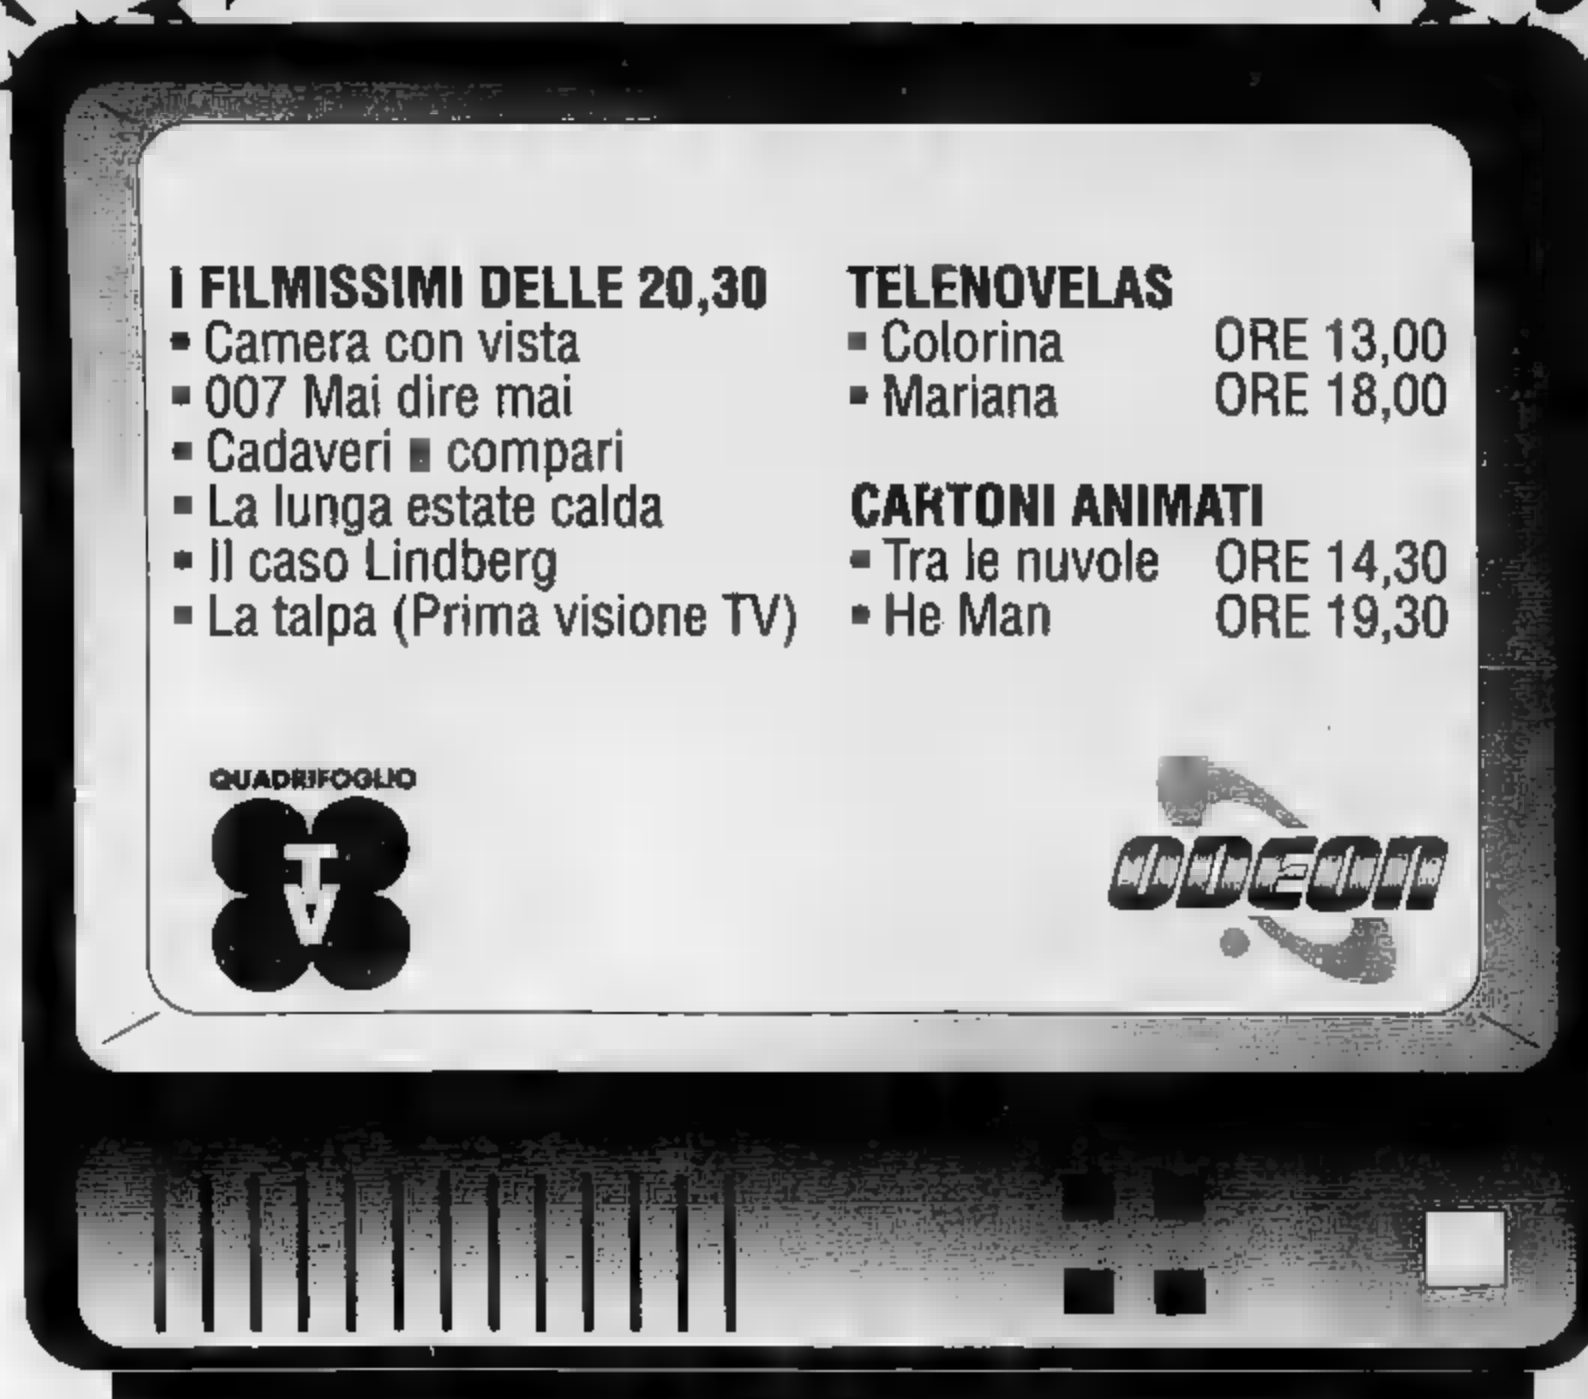 I FILMISSIMI DELLE 20,30
▪ Camera con vista
▪ 007 Mai dire mai
▪ Cadaveri compari
▪ La lunga estate calda
▪ Il caso Lindberg
▪ La talpa (Prima visione TV)
TELENOVELAS
▪ Colorina ORE 13,00
▪ Mariana ORE 18,00
CARTONI ANIMATI
▪ Tra le nuvole ORE 14,30
▪ He Man ORE 19,30
QUADRIFOGLIO
TV
ODEON